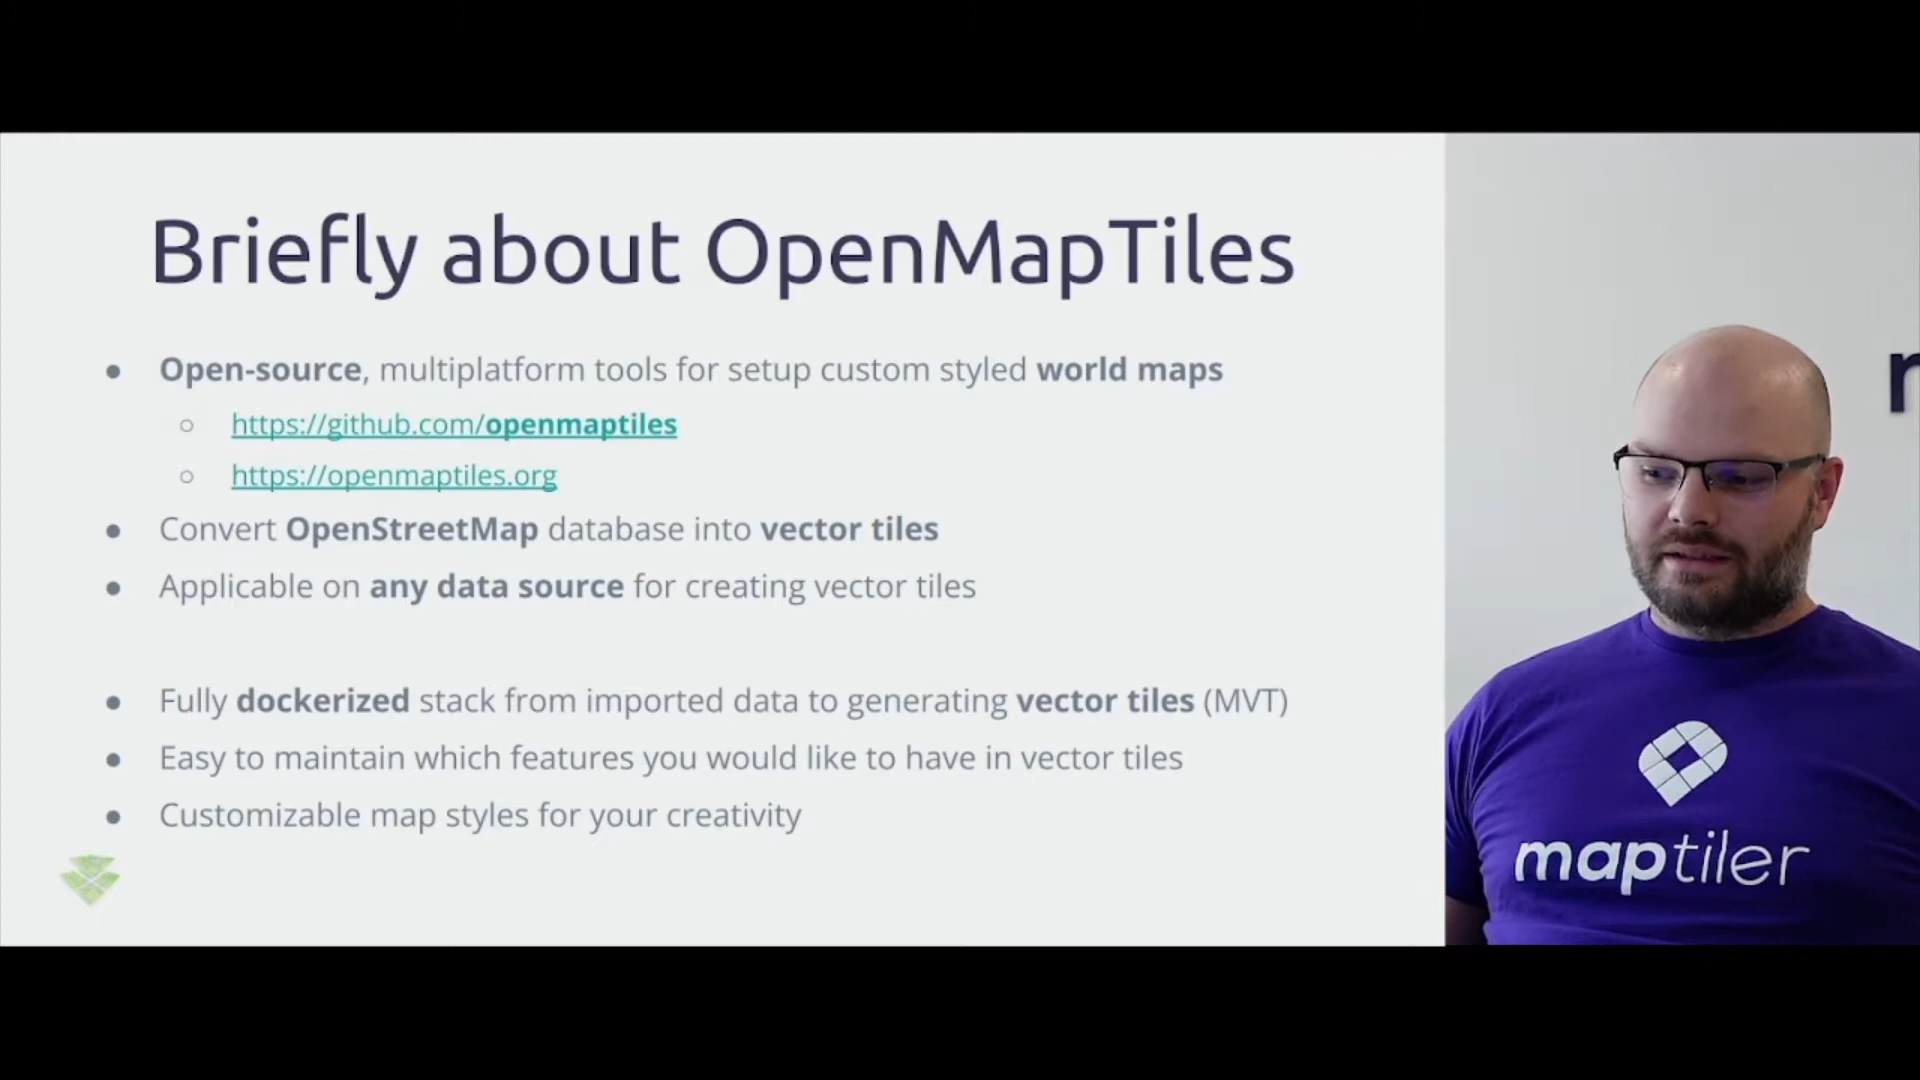 Briefly about OpenMapTiles
● Open-source, multiplatform tools for setup custom styled world maps
○ https://github.com/openmaptiles
○ https://openmaptiles.org
● Convert OpenStreetMap database into vector tiles
● Applicable on any data source for creating vector tiles
● Fully dockerized stack from imported data to generating vector tiles (MVT)
● Easy to maintain which features you would like to have in vector tiles
● Customizable map styles for your creativity
maptiler